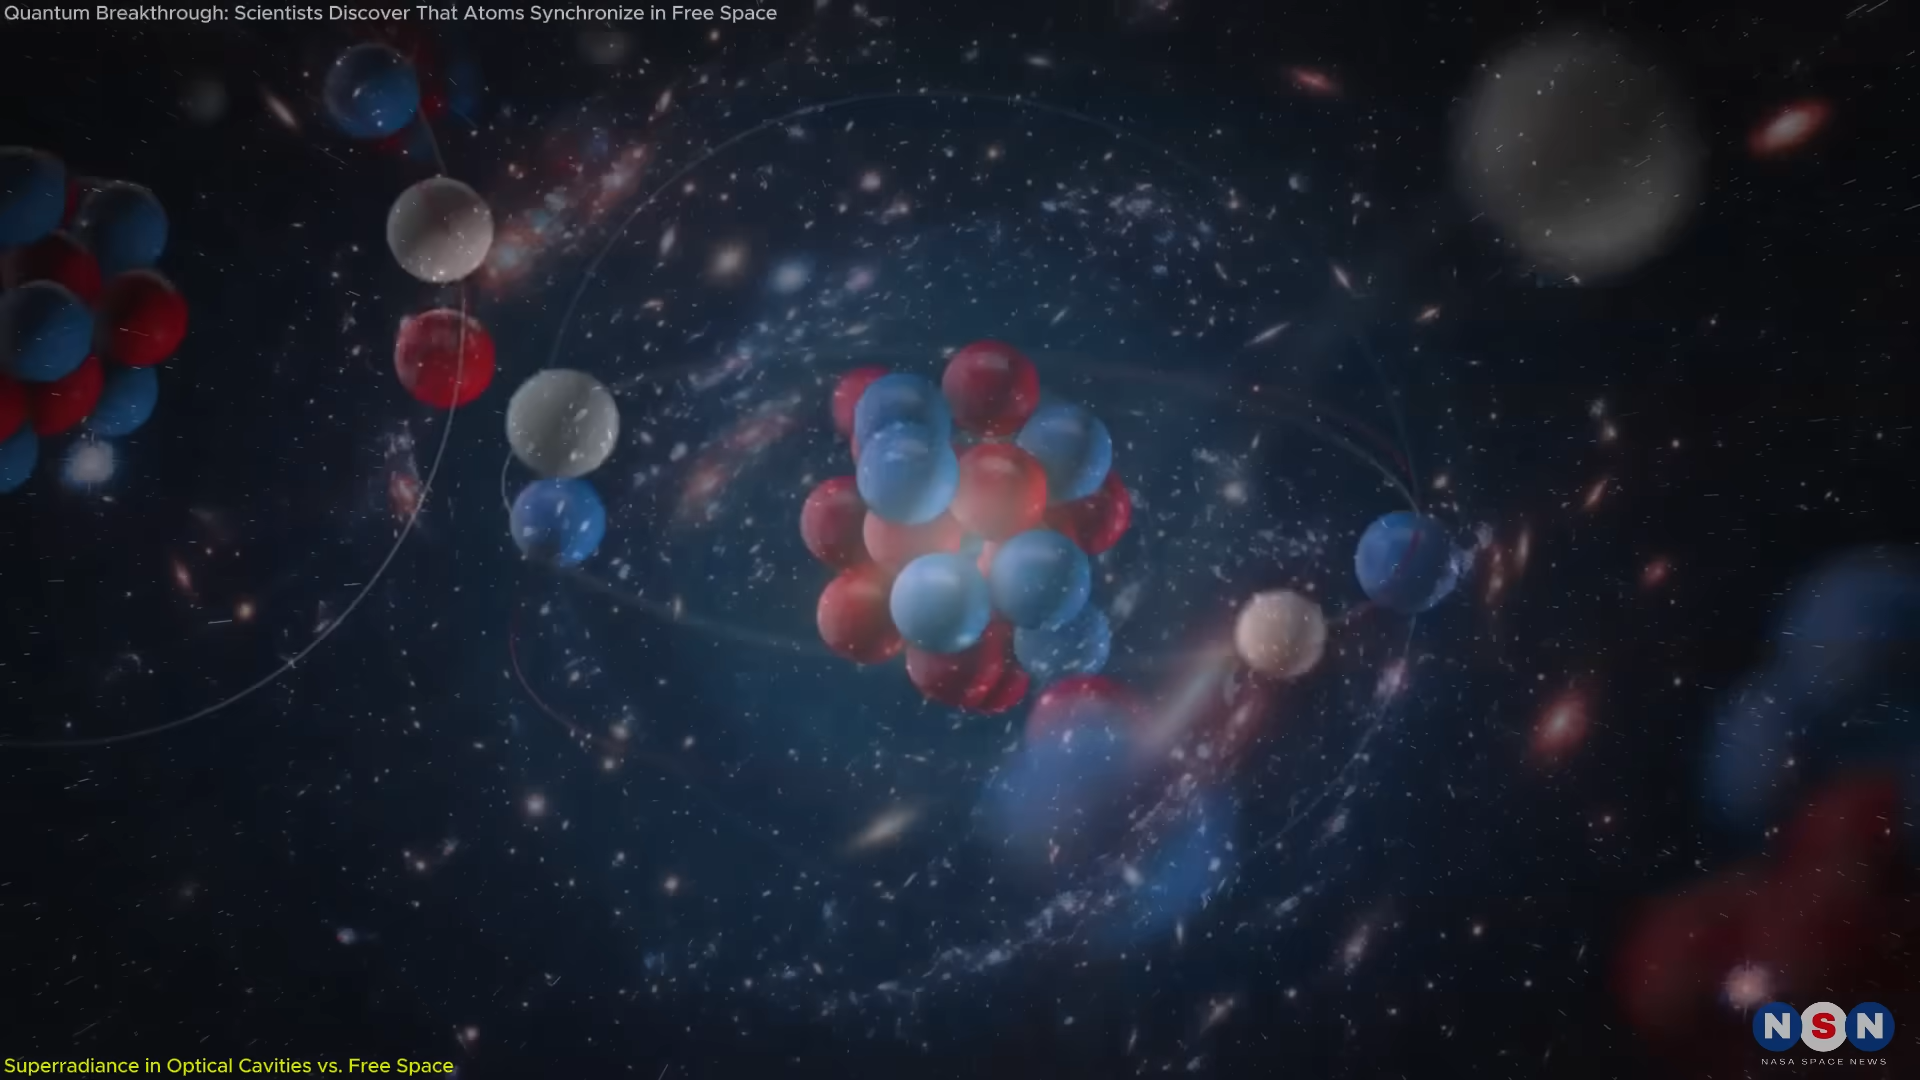 Quantum Breakthrough: Scientists Discover That Atoms Synchronize in Free Space
Superradiance in Optical Cavities vs. Free Space
NSN
NASA SPACE NEWS